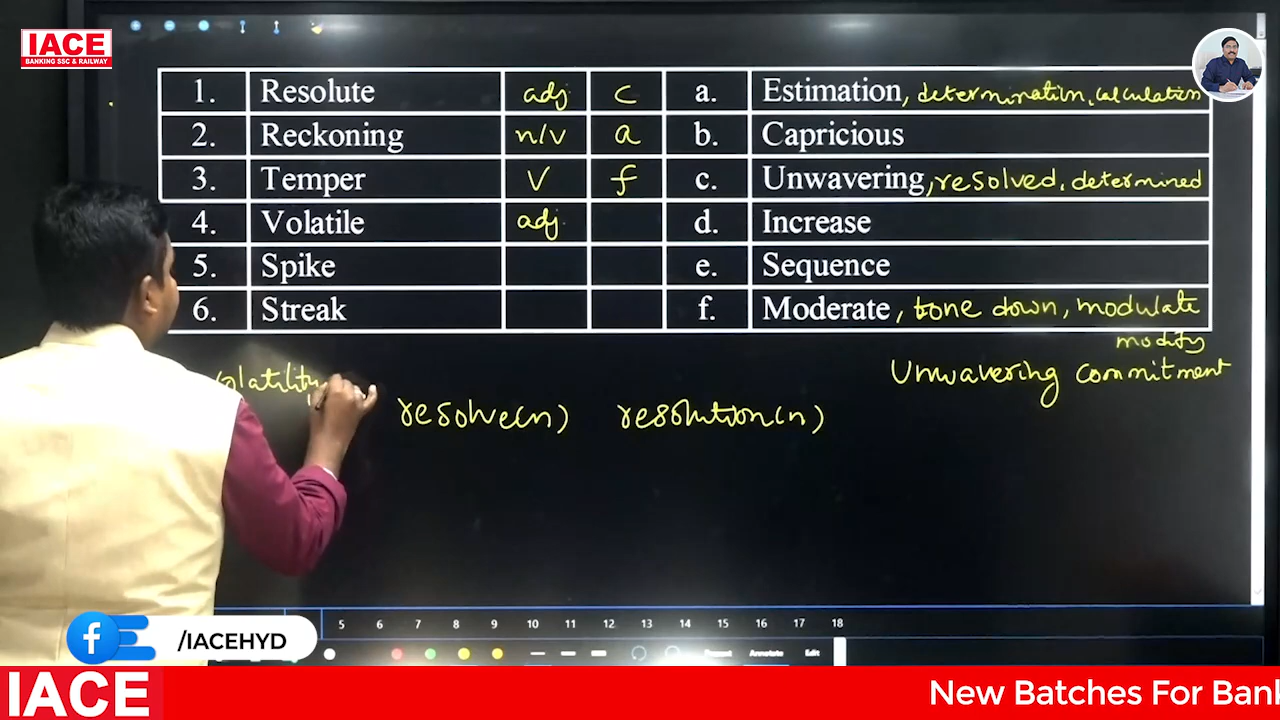 IACE
BANKING SSC & RAILWAY
1. Resolute adj c a. Estimation, determination, calculation
2. Reckoning n/v a b. Capricious
3. Temper v f c. Unwavering, resolved, determined
4. Volatile adj. d. Increase
5. Spike e. Sequence
6. Streak f. Moderate, tone down, modulate
modify
Unwavering commitment
resolve(n) resolution(n)
5 6 7 8 9 10 11 12 13 14 15 16 17 18
Annotate Edit
f /IACEHYD
IACE New Batches For Bank